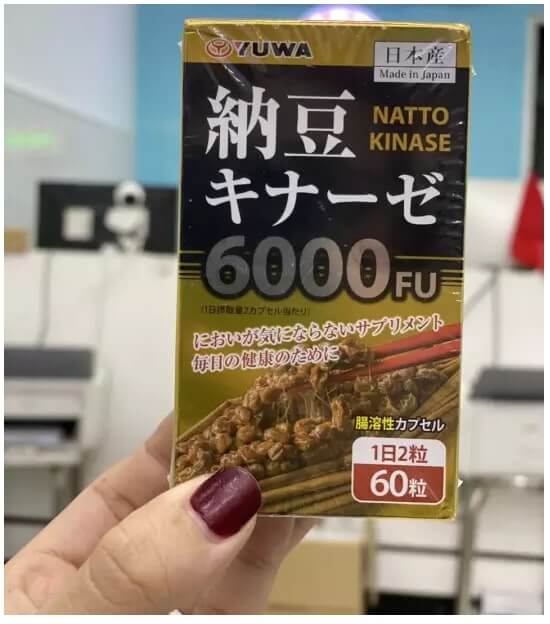 YUWA
日本産
Made in Japan
納豆
NATTO
KINASE
キナーゼ
6000FU
(1日摂取量2カプセル当たり)
においが気にならないサプリメント
毎日の健康のために
腸溶性カプセル
1日2粒
60粒